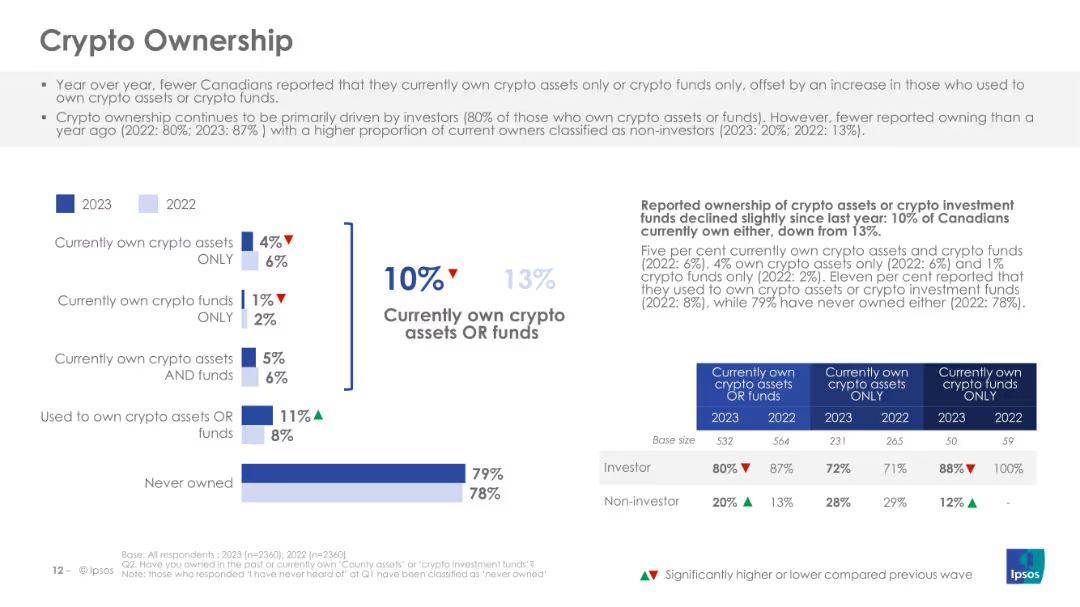 Crypto Ownership
▪ Year over year, fewer Canadians reported that they currently own crypto assets only or crypto funds only, offset by an increase in those who used to
own crypto assets or crypto funds.
▪ Crypto ownership continues to be primarily driven by investors (80% of those who own crypto assets or funds). However, fewer reported owning than a
year ago (2022: 80%; 2023: 87% ) with a higher proportion of current owners classified as non-investors (2023: 20%; 2022: 13%).
2023 2022
Currently own crypto assets
ONLY
4%▼
6%
Currently own crypto funds
ONLY
1%▼
2%
Currently own crypto assets
AND funds
5%
6%
Used to own crypto assets OR
funds
11%▲
8%
Never owned
79%
78%
10%▼ 13%
Currently own crypto
assets OR funds
Reported ownership of crypto assets or crypto investment
funds declined slightly since last year: 10% of Canadians
currently own either, down from 13%.
Five per cent currently own crypto assets and crypto funds
(2022: 6%), 4% own crypto assets only (2022: 6%) and 1%
crypto funds only (2022: 2%). Eleven per cent reported that
they used to own crypto assets or crypto investment funds
(2022: 8%), while 79% have never owned either (2022: 78%).
Currently own crypto assets OR funds Currently own crypto assets ONLY Currently own crypto funds ONLY
2023 2022 2023 2022 2023 2022
Base size 532 564 231 265 50 59
Investor 80% ▼ 87% 72% 71% 88%▼ 100%
Non-investor 20% ▲ 13% 28% 29% 12% ▲ -
Base: All respondents : 2023 (n=2360); 2022 (n=2360)
Q2. Have you owned in the past or currently own 'County assets' or 'crypto investment funds'?
Note: those who responded 'I have never heard of' at Q1 have been classified as 'never owned'
12 – © Ipsos
▲▼ Significantly higher or lower compared previous wave
Ipsos